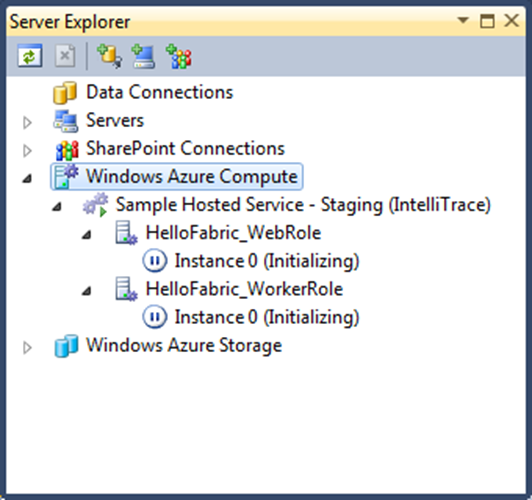 Server Explorer
Data Connections
Servers
SharePoint Connections
Windows Azure Compute
Sample Hosted Service - Staging (IntelliTrace)
HelloFabric_WebRole
Instance 0 (Initializing)
HelloFabric_WorkerRole
Instance 0 (Initializing)
Windows Azure Storage